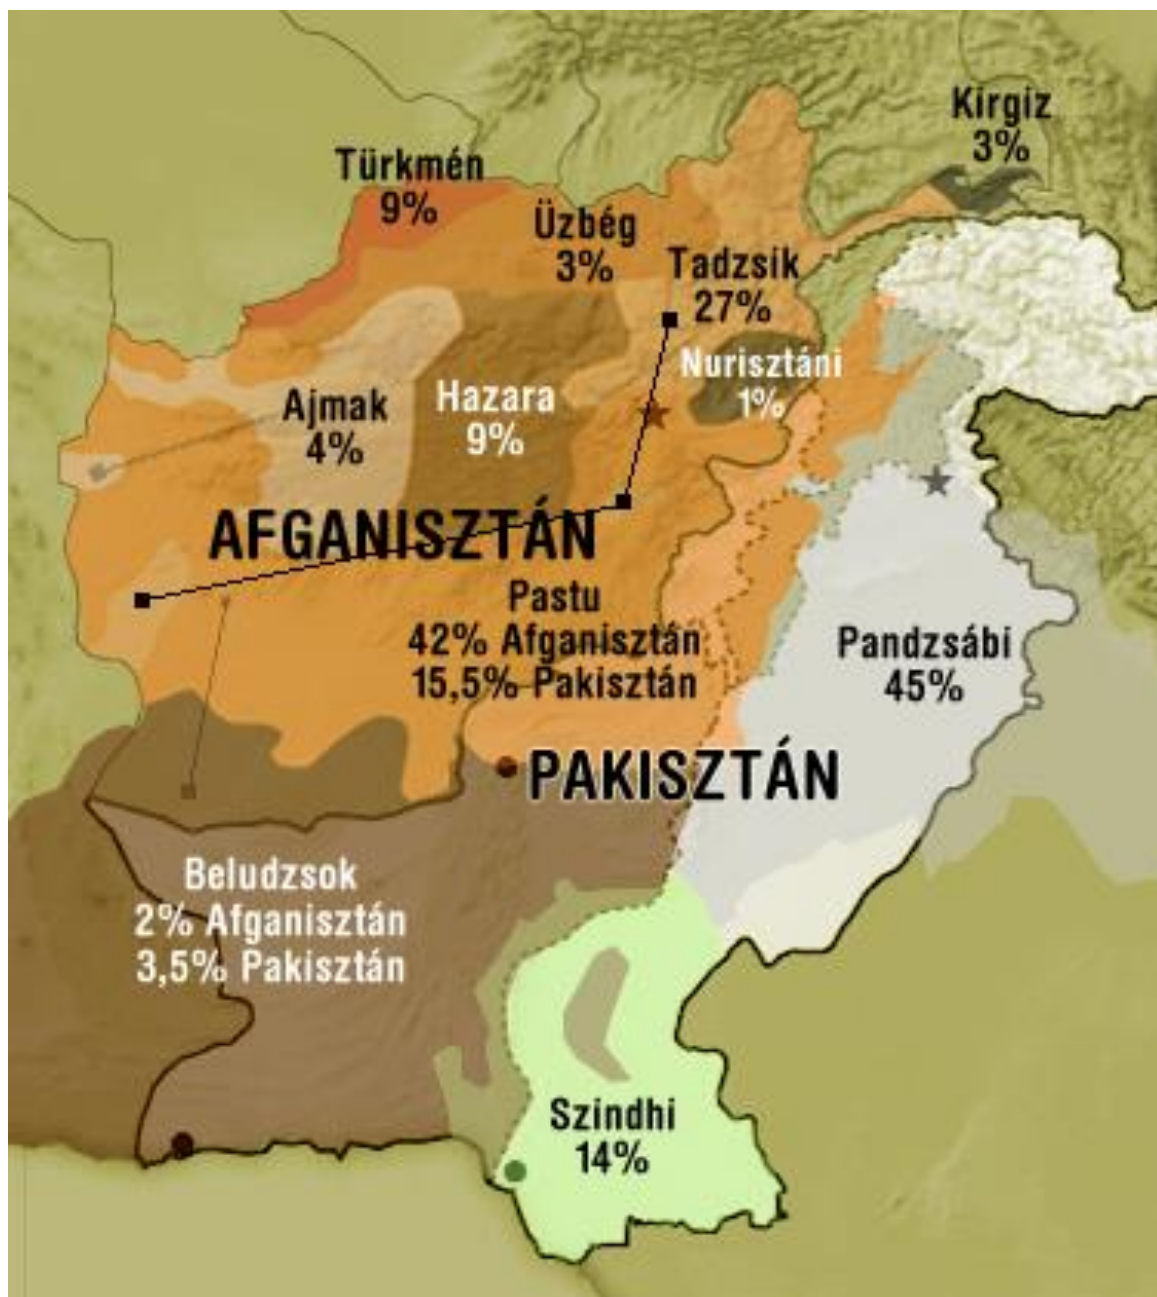 Kirgiz
3%
Türkmén
9%
Üzbég
3%
Tadzsik
27%
Nurisztáni
1%
Ajmak
4%
Hazara
9%
AFGANISZTÁN
Pastu
42% Afganisztán
15,5% Pakisztán
Pandzsábi
45%
PAKISZTÁN
Beludzsok
2% Afganisztán
3,5% Pakisztán
Szindhi
14%